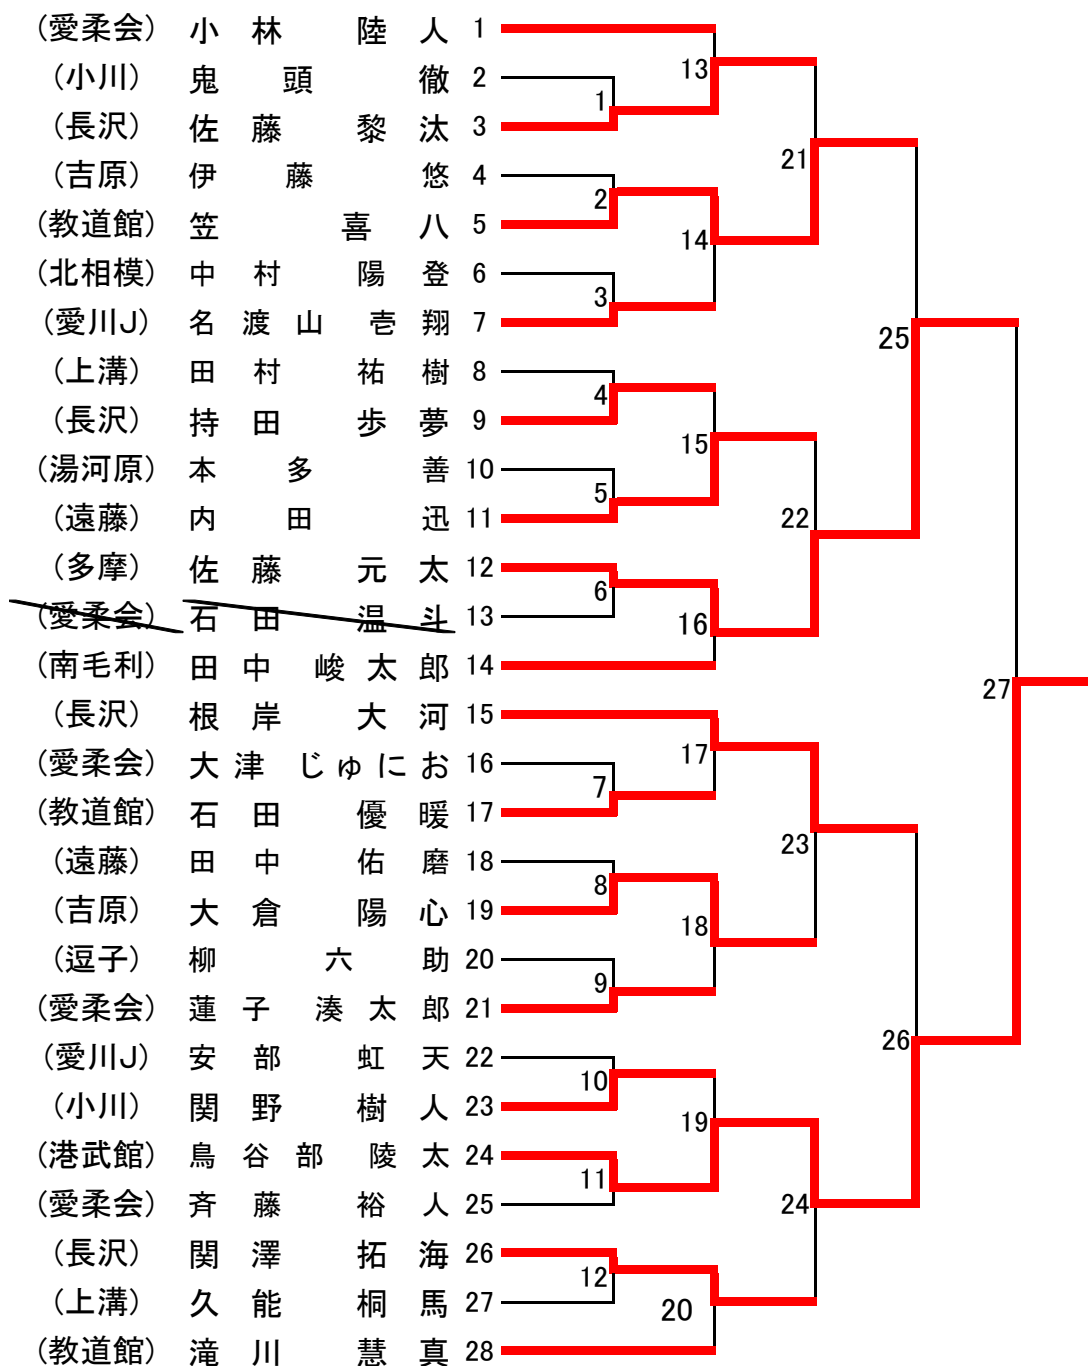 (愛柔会) 小林 陸人 1
(小川) 鬼頭 徹 2
(長沢) 佐藤 黎汰 3
(吉原) 伊藤 悠 4
(教道館) 笠 喜八 5
(北相模) 中村 陽登 6
(愛川J) 名渡山 壱翔 7
(上溝) 田村 祐樹 8
(長沢) 持田 歩夢 9
(湯河原) 本多 善 10
(遠藤) 内田 迅 11
(多摩) 佐藤 元太 12
(愛柔会) 石田 温斗 13
(南毛利) 田中 峻太郎 14
(長沢) 根岸 大河 15
(愛柔会) 大津 じゅにお 16
(教道館) 石田 優暖 17
(遠藤) 田中 佑磨 18
(吉原) 大倉 陽心 19
(逗子) 柳 六助 20
(愛柔会) 蓮子 湊太郎 21
(愛川J) 安部 虹天 22
(小川) 関野 樹人 23
(港武館) 鳥谷部 陵太 24
(愛柔会) 斉藤 裕人 25
(長沢) 関澤 拓海 26
(上溝) 久能 桐馬 27
(教道館) 滝川 慧真 28
1
2
3
4
5
6
7
8
9
10
11
12
13
14
15
16
17
18
19
20
21
22
23
24
25
26
27